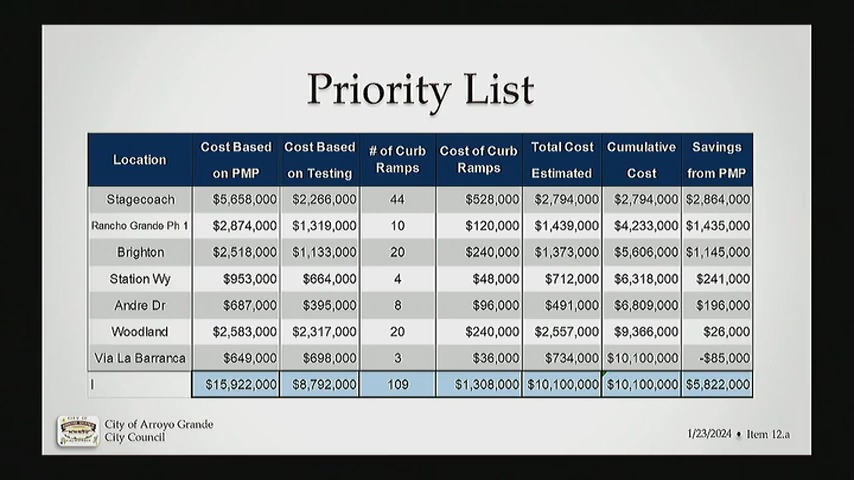 Priority List
Location | Cost Based on PMP | Cost Based on Testing | # of Curb Ramps | Cost of Curb Ramps | Total Cost Estimated | Cumulative Cost | Savings from PMP
Stagecoach | $5,658,000 | $2,266,000 | 44 | $528,000 | $2,794,000 | $2,794,000 | $2,864,000
Rancho Grande Ph 1 | $2,874,000 | $1,319,000 | 10 | $120,000 | $1,439,000 | $4,233,000 | $1,435,000
Brighton | $2,518,000 | $1,133,000 | 20 | $240,000 | $1,373,000 | $5,606,000 | $1,145,000
Station Wy | $953,000 | $664,000 | 4 | $48,000 | $712,000 | $6,318,000 | $241,000
Andre Dr | $687,000 | $395,000 | 8 | $96,000 | $491,000 | $6,809,000 | $196,000
Woodland | $2,583,000 | $2,317,000 | 20 | $240,000 | $2,557,000 | $9,366,000 | $26,000
Via La Barranca | $649,000 | $698,000 | 3 | $36,000 | $734,000 | $10,100,000 | -$85,000
l | $15,922,000 | $8,792,000 | 109 | $1,308,000 | $10,100,000 | $10,100,000 | $5,822,000
City of Arroyo Grande
City Council
1/23/2024 • Item 12.a